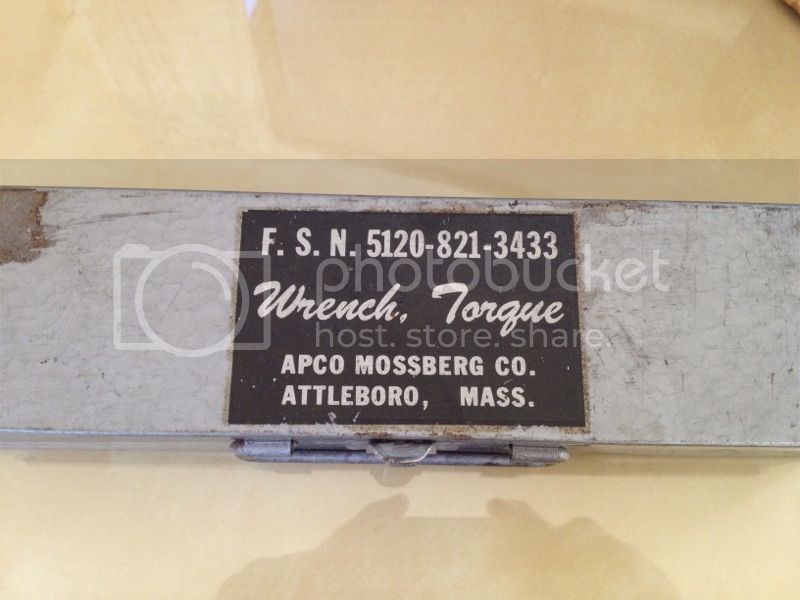 F. S. N. 5120-821-3433
Wrench, Torque
APCO MOSSBERG CO.
ATTLEBORO, MASS.
photobucket
host. store. share.